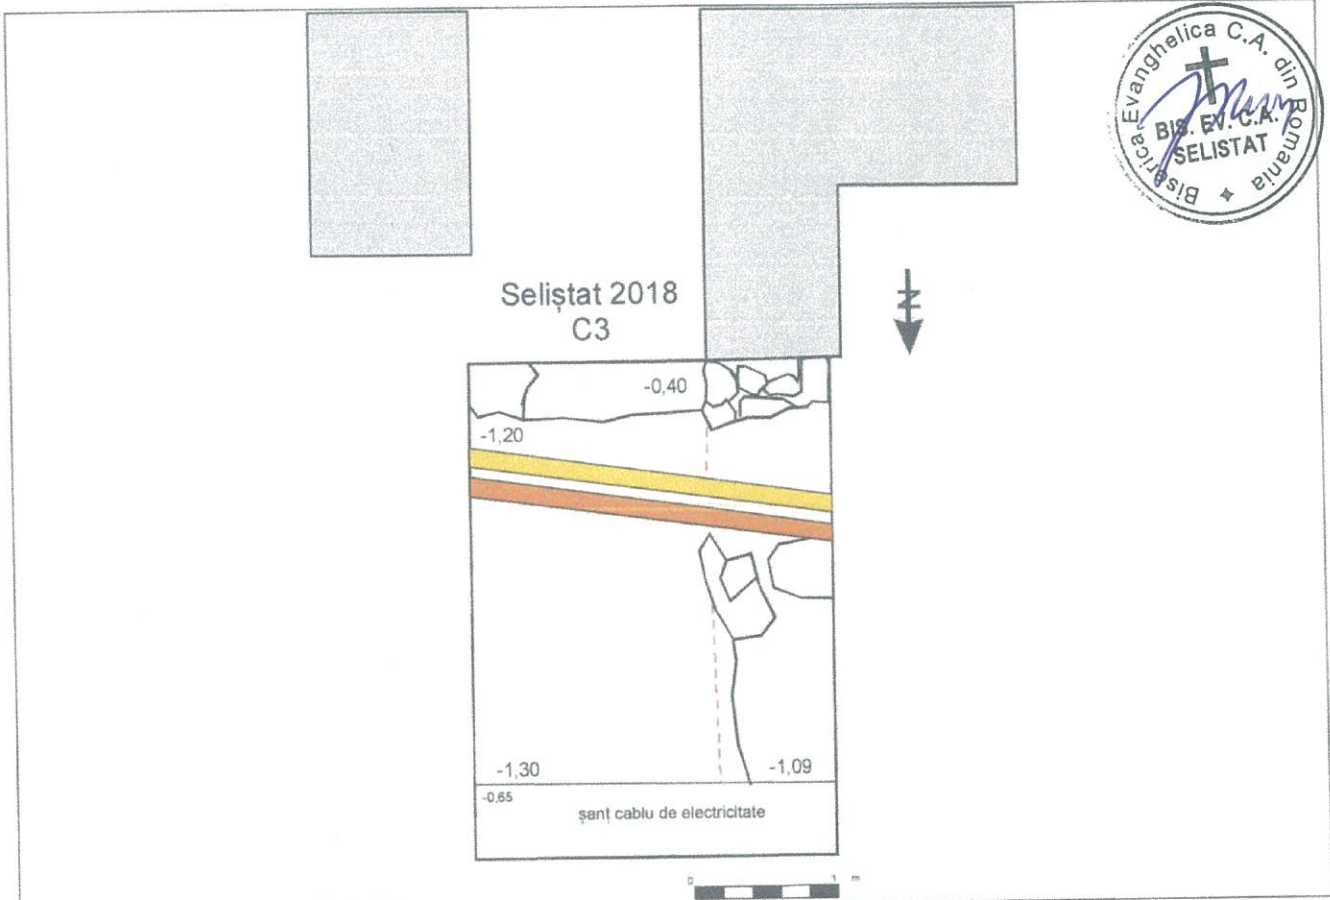 Biserica Evanghelica C.A. din Romania
BIS. EV. C.A.
SELISTAT
Seliștat 2018
C3
N
-0,40
-1,20
-1,30
-1,09
-0,65
șanț cablu de electricitate
0 1 m